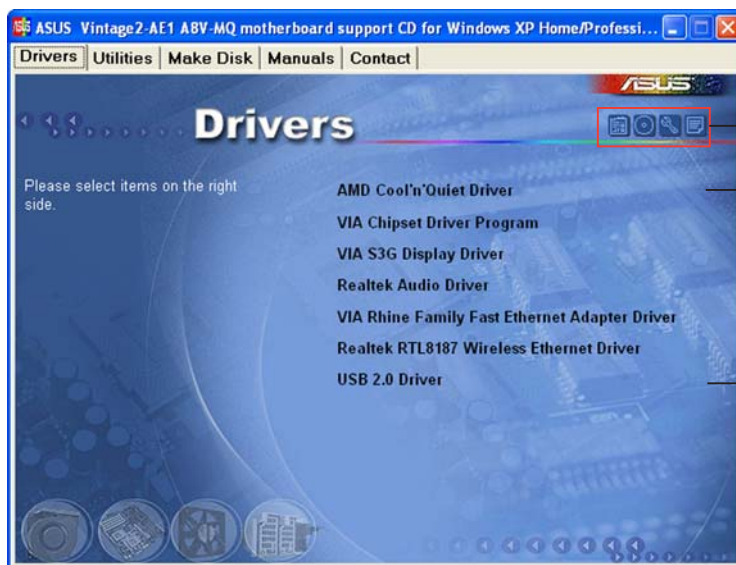 ASUS Vintage2-AE1 A8V-MQ motherboard support CD for Windows XP Home/Professi...
Drivers Utilities Make Disk Manuals Contact
ASUS
Drivers
Please select items on the right
side.
AMD Cool'n'Quiet Driver
VIA Chipset Driver Program
VIA S3G Display Driver
Realtek Audio Driver
VIA Rhine Family Fast Ethernet Adapter Driver
Realtek RTL8187 Wireless Ethernet Driver
USB 2.0 Driver